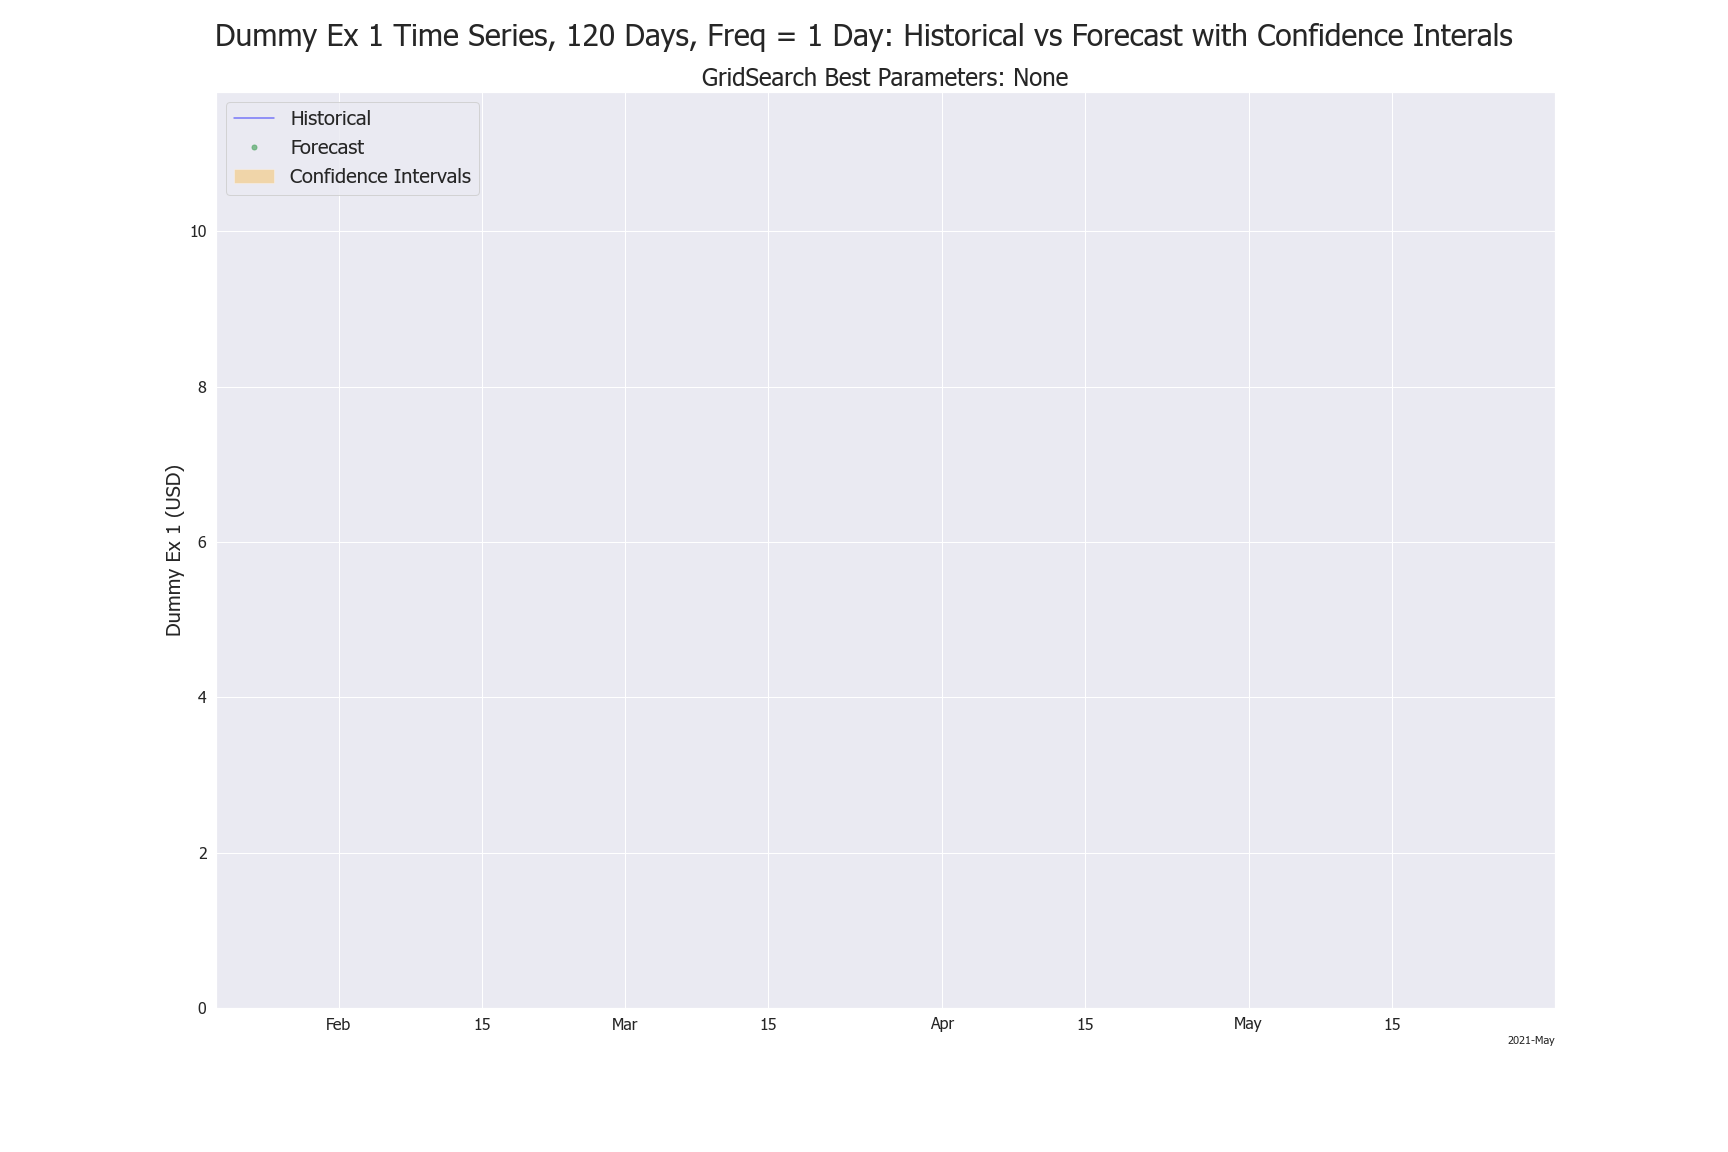 Dummy Ex 1 Time Series, 120 Days, Freq = 1 Day: Historical vs Forecast with Confidence Interals
GridSearch Best Parameters: None
Historical
Forecast
Confidence Intervals
10
8
6
4
2
0
Dummy Ex 1 (USD)
Feb 15 Mar 15 Apr 15 May 15
2021-May